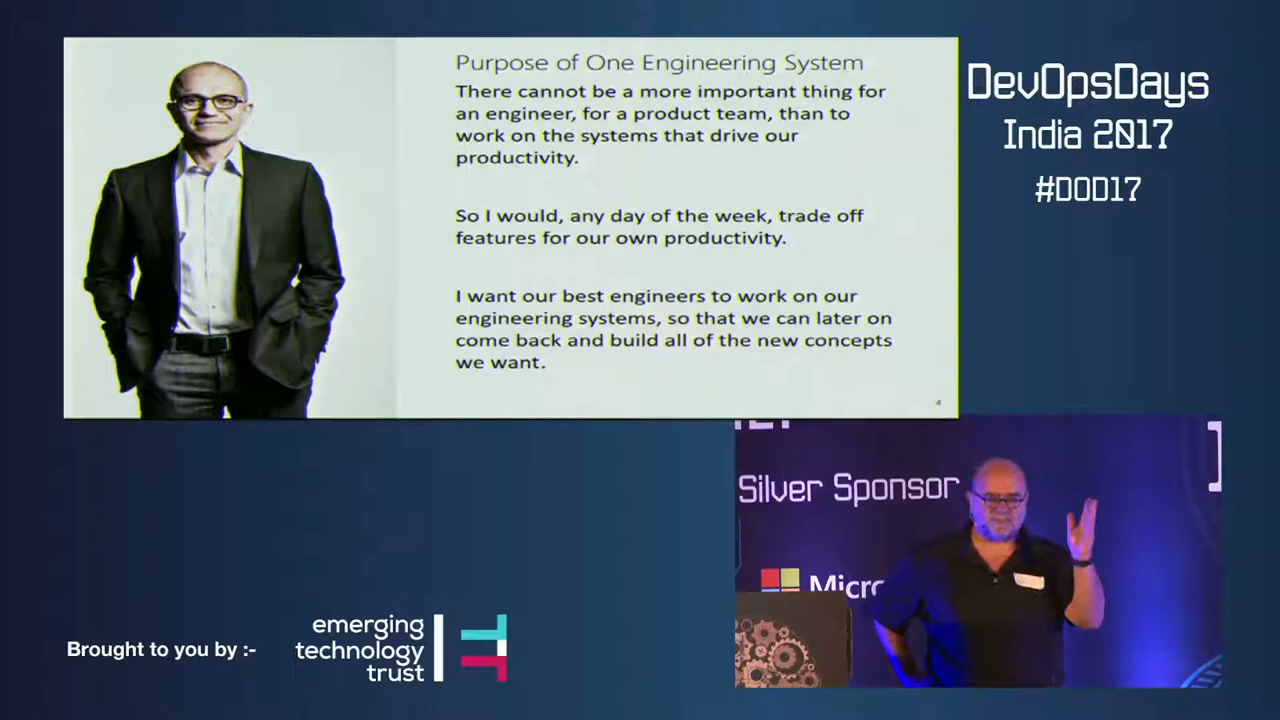 Purpose of One Engineering System
There cannot be a more important thing for
an engineer, for a product team, than to
work on the systems that drive our
productivity.
So I would, any day of the week, trade off
features for our own productivity.
I want our best engineers to work on our
engineering systems, so that we can later on
come back and build all of the new concepts
we want.
4
DevOpsDays
India 2017
#DOD17
Silver Sponsor
Micro
Brought to you by :-
emerging
technology
trust